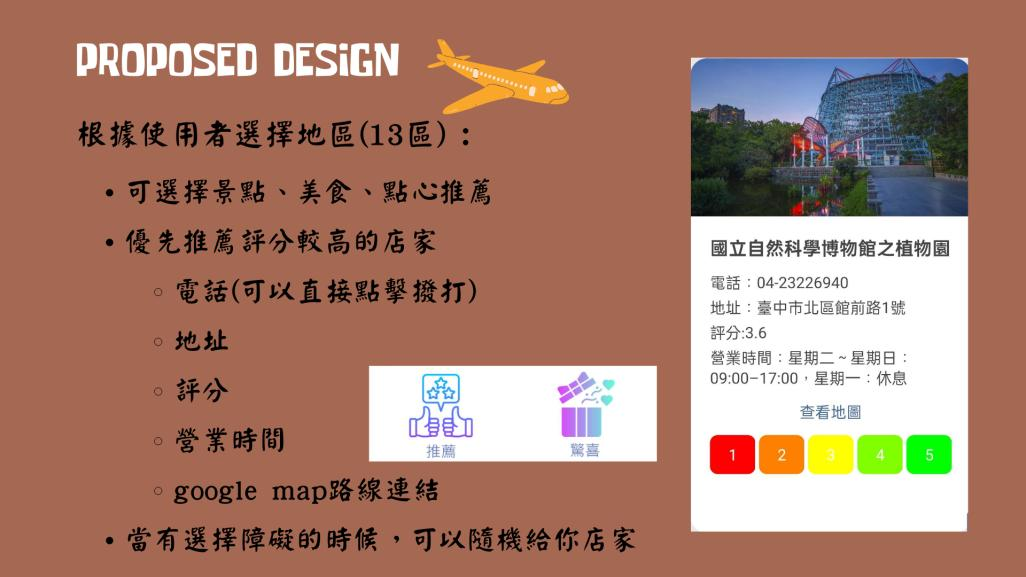 PROPOSED DESIGN
根據使用者選擇地區(13區)：
• 可選擇景點、美食、點心推薦
• 優先推薦評分較高的店家
○ 電話(可以直接點擊撥打)
○ 地址
○ 評分
○ 營業時間
○ google map路線連結
• 當有選擇障礙的時候，可以隨機給你店家
推薦
驚喜
國立自然科學博物館之植物園
電話：04-23226940
地址：臺中市北區館前路1號
評分:3.6
營業時間：星期二～星期日：
09:00–17:00，星期一：休息
查看地圖
1 2 3 4 5